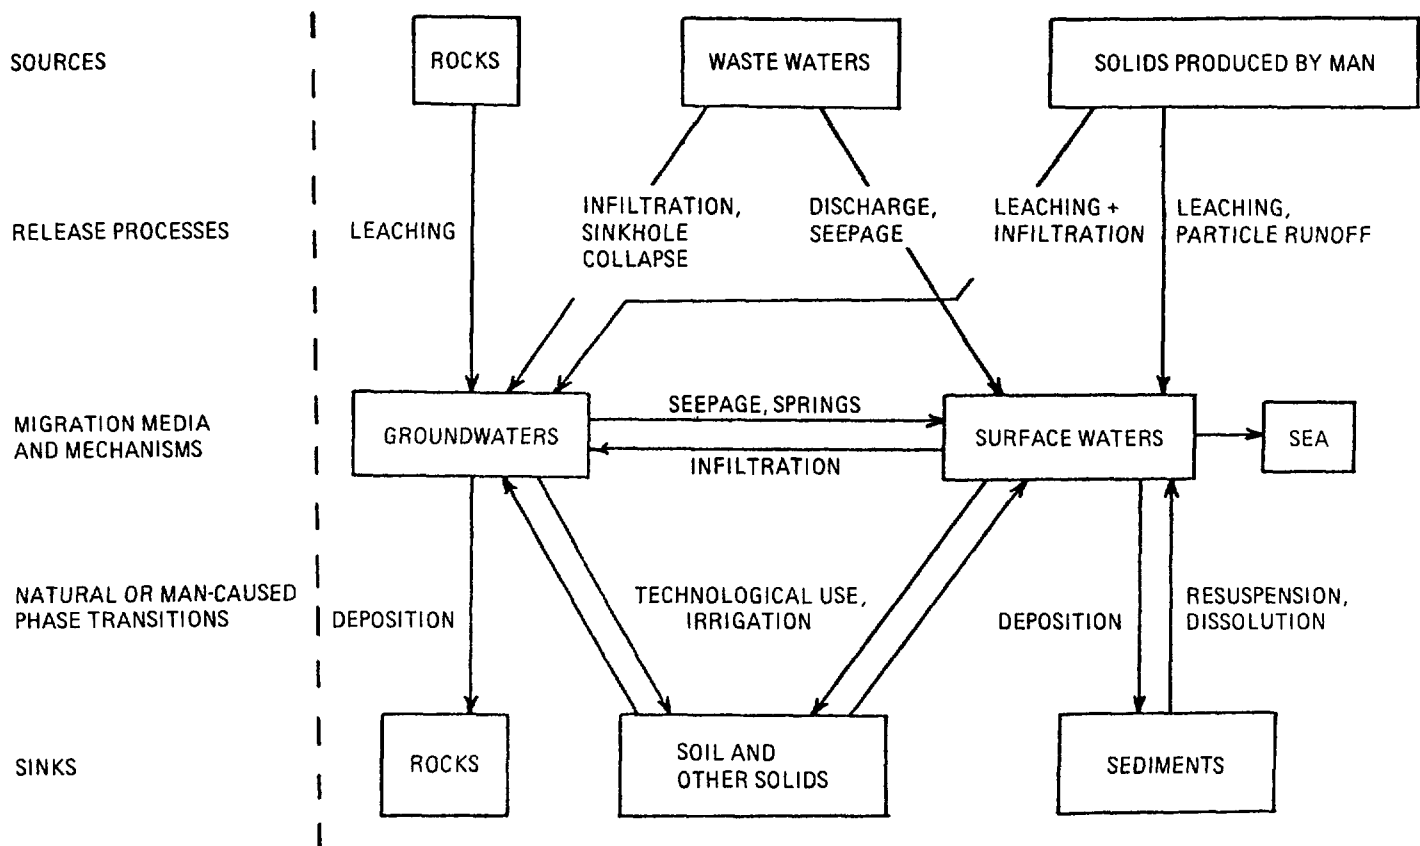 SOURCES
ROCKS
WASTE WATERS
SOLIDS PRODUCED BY MAN
RELEASE PROCESSES
LEACHING
INFILTRATION,
SINKHOLE
COLLAPSE
DISCHARGE,
SEEPAGE
LEACHING +
INFILTRATION
LEACHING,
PARTICLE RUNOFF
MIGRATION MEDIA
AND MECHANISMS
GROUNDWATERS
SEEPAGE, SPRINGS
INFILTRATION
SURFACE WATERS
SEA
NATURAL OR MAN-CAUSED
PHASE TRANSITIONS
DEPOSITION
TECHNOLOGICAL USE,
IRRIGATION
DEPOSITION
RESUSPENSION,
DISSOLUTION
SINKS
ROCKS
SOIL AND
OTHER SOLIDS
SEDIMENTS